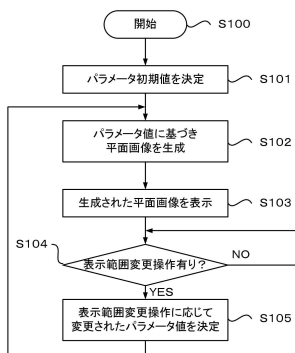 開始
S100
パラメータ初期値を決定
S101
パラメータ値に基づき
平面画像を生成
S102
生成された平面画像を表示
S103
S104
表示範囲変更操作有り？
NO
YES
表示範囲変更操作に応じて
変更されたパラメータ値を決定
S105